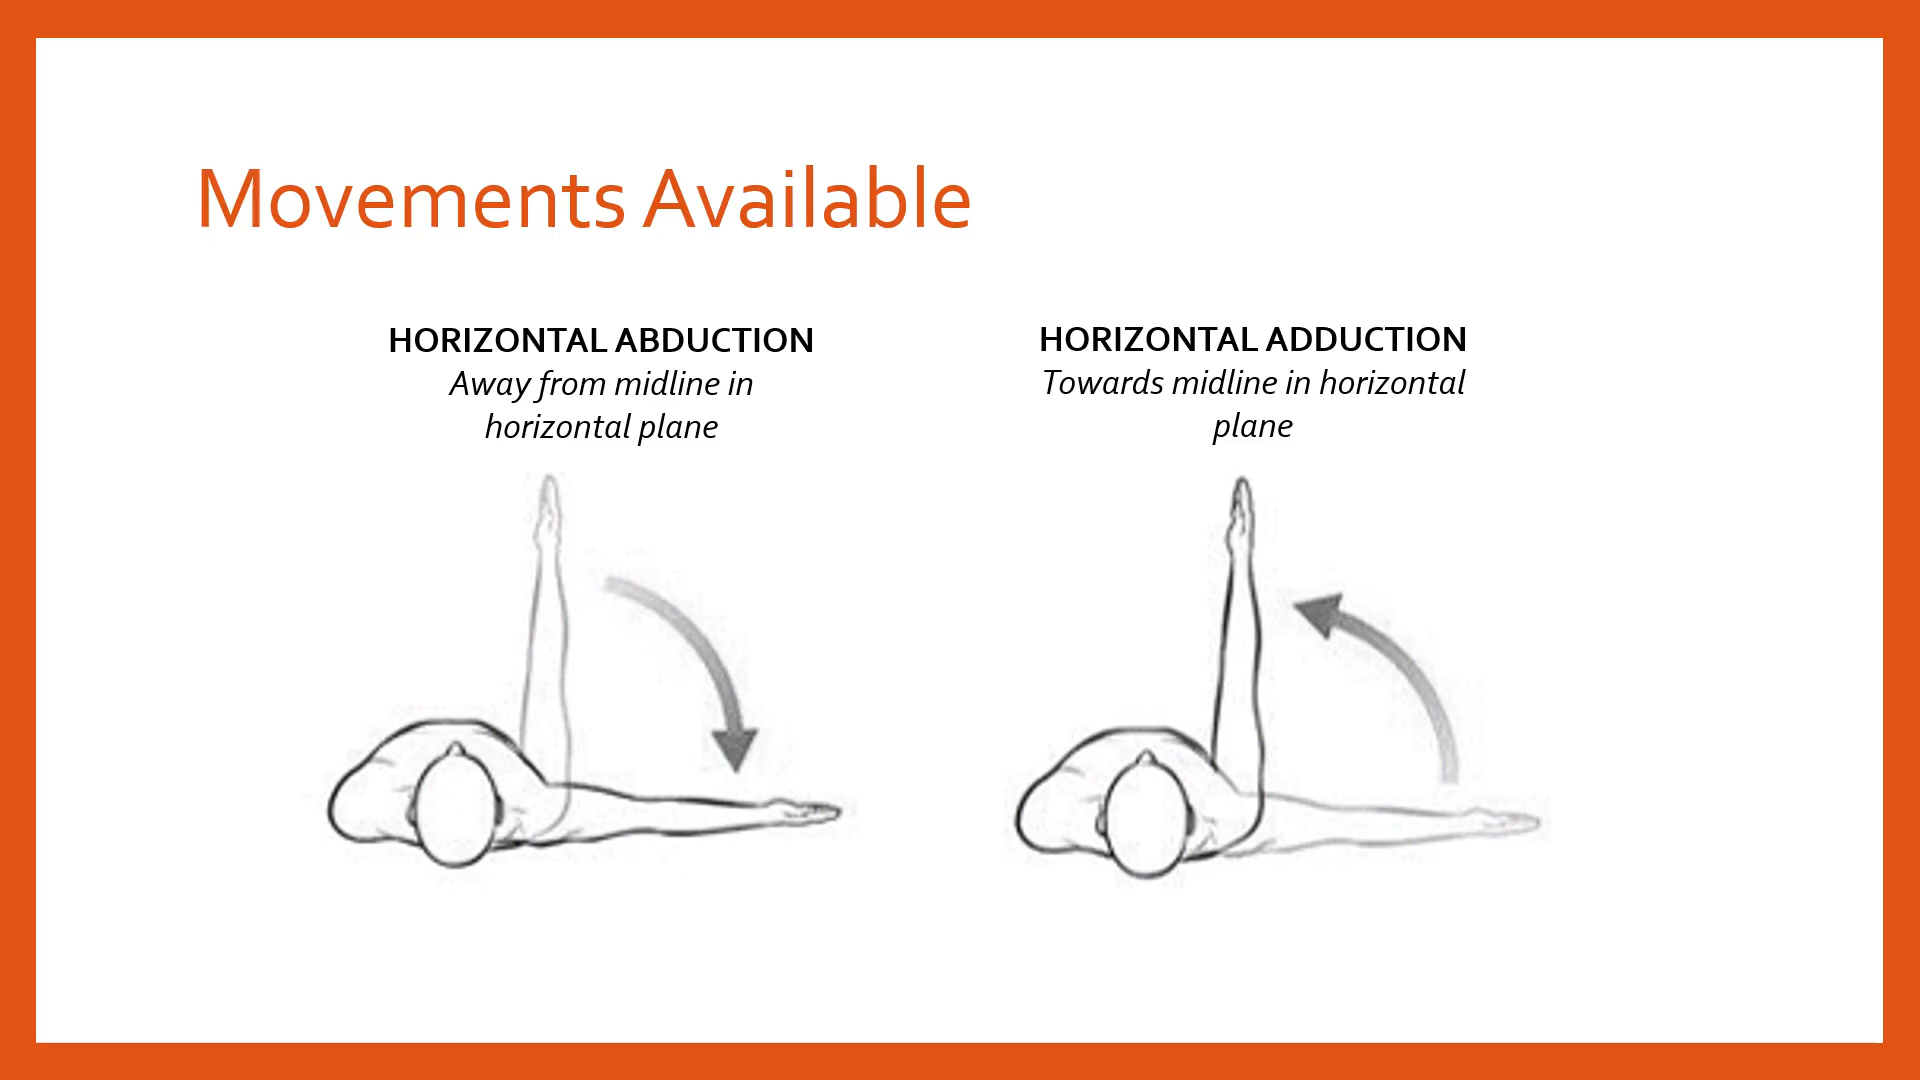 Movements Available
HORIZONTAL ABDUCTION
Away from midline in
horizontal plane
HORIZONTAL ADDUCTION
Towards midline in horizontal
plane